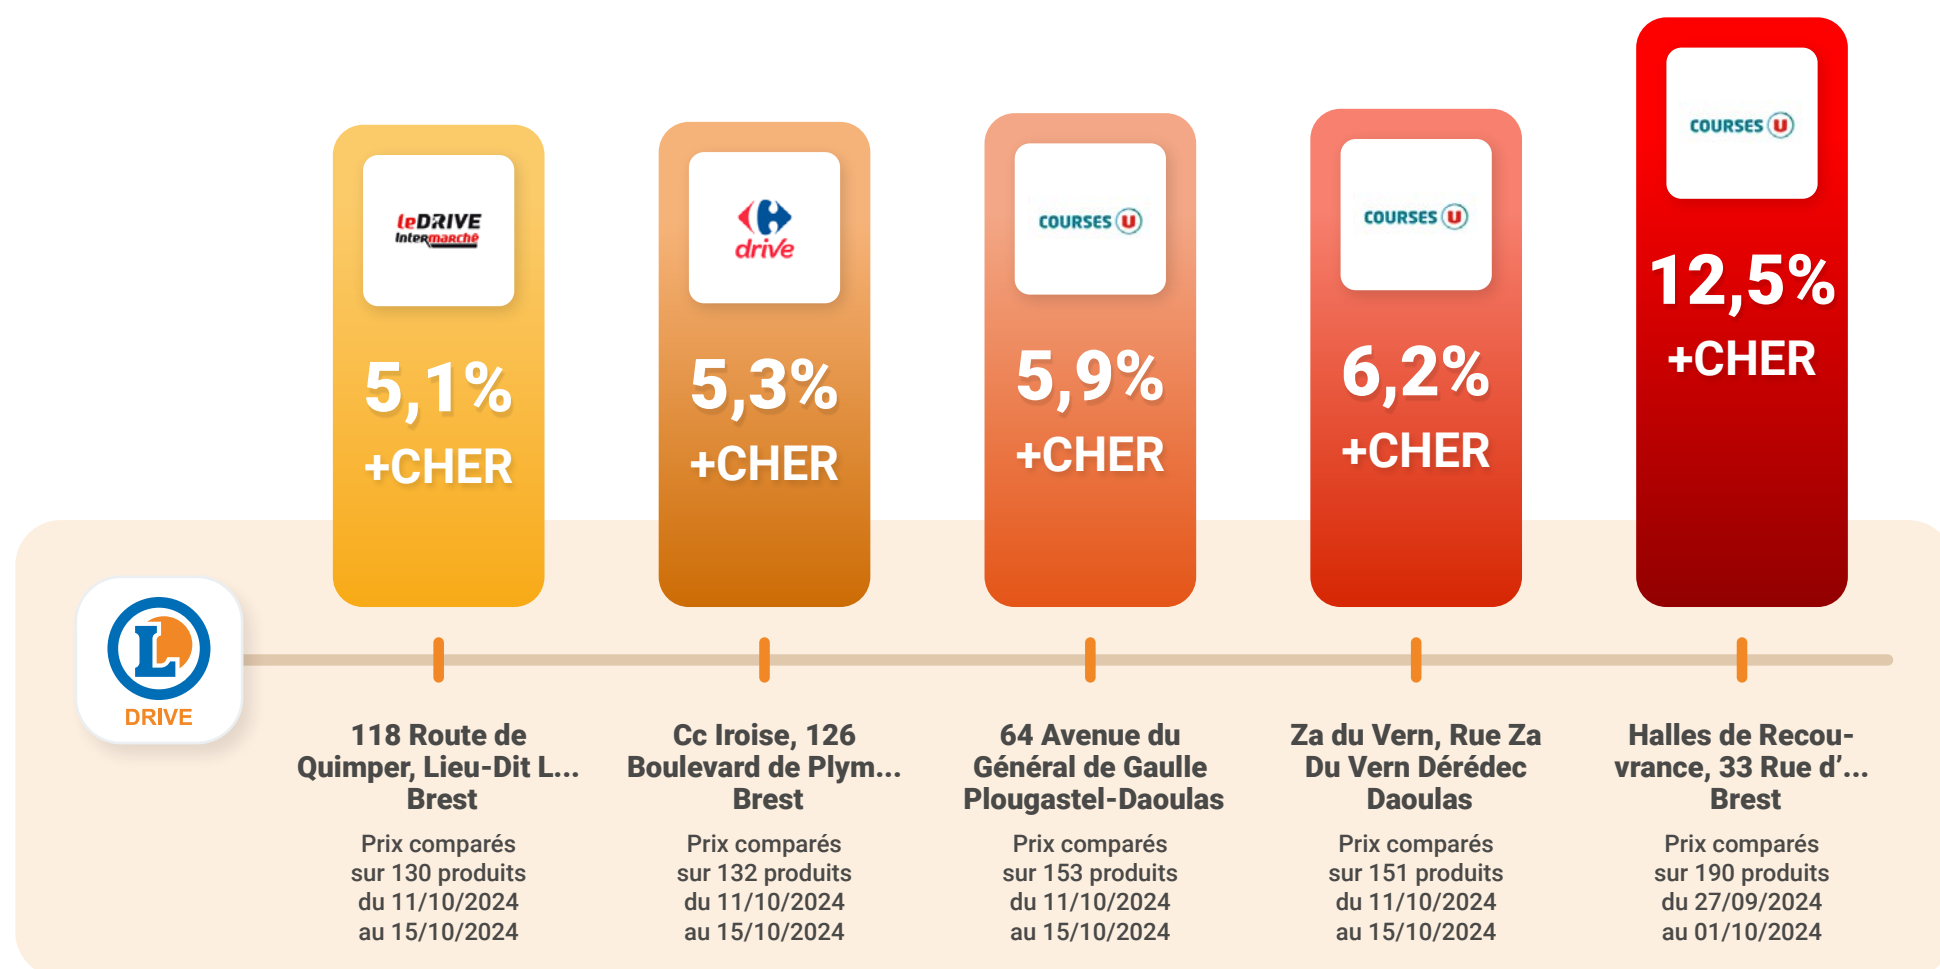 leDRIVE
Intermarché
5,1%
+CHER
drive
5,3%
+CHER
COURSES U
5,9%
+CHER
COURSES U
6,2%
+CHER
COURSES U
12,5%
+CHER
L
DRIVE
118 Route de
Quimper, Lieu-Dit L...
Brest
Prix comparés
sur 130 produits
du 11/10/2024
au 15/10/2024
Cc Iroise, 126
Boulevard de Plym...
Brest
Prix comparés
sur 132 produits
du 11/10/2024
au 15/10/2024
64 Avenue du
Général de Gaulle
Plougastel-Daoulas
Prix comparés
sur 153 produits
du 11/10/2024
au 15/10/2024
Za du Vern, Rue Za
Du Vern Dérédec
Daoulas
Prix comparés
sur 151 produits
du 11/10/2024
au 15/10/2024
Halles de Recou-
vrance, 33 Rue d’...
Brest
Prix comparés
sur 190 produits
du 27/09/2024
au 01/10/2024